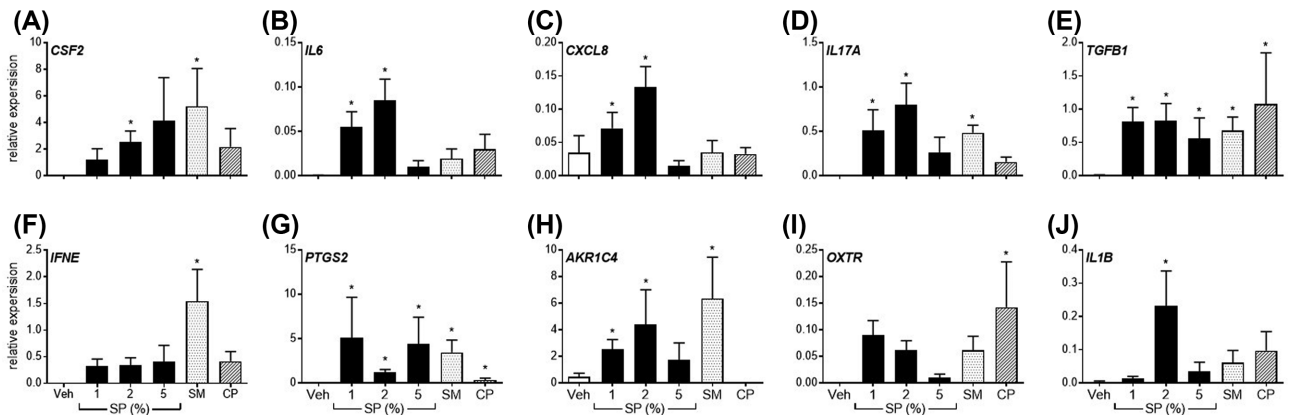 (A) (B) (C) (D) (E)
CSF2 IL6 CXCL8 IL17A TGFB1
relative expersision
10 0.15 0.20 1.5 2.0
8 0.15 1.5
6 0.10 1.0
4 0.10 1.0
2 0.05 0.05 0.5 0.5
0 0.00 0.00 0.0 0.0
* * * * * * * * * * * * * *
(F) (G) (H) (I) (J)
IFNE PTGS2 AKR1C4 OXTR IL1B
relative expersision
2.5 15 10 0.25 0.4
2.0 8 0.20 0.3
1.5 10 6 0.15
1.0 4 0.10 0.2
0.5 5 2 0.05 0.1
0.0 0 0 0.00 0.0
* * * * * * * * * * *
Veh 1 2 5 SM CP Veh 1 2 5 SM CP Veh 1 2 5 SM CP Veh 1 2 5 SM CP Veh 1 2 5 SM CP
SP (%) SP (%) SP (%) SP (%) SP (%)